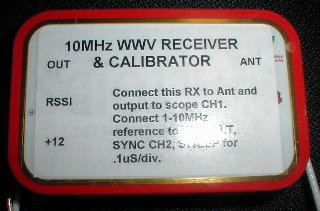 10MHz WWV RECEIVER
OUT & CALIBRATOR ANT
Connect this RX to Ant and
RSSI output to scope CH1.
Connect 1-10MHz
reference to
+12 SYNC CH2, for
.1uS/div.